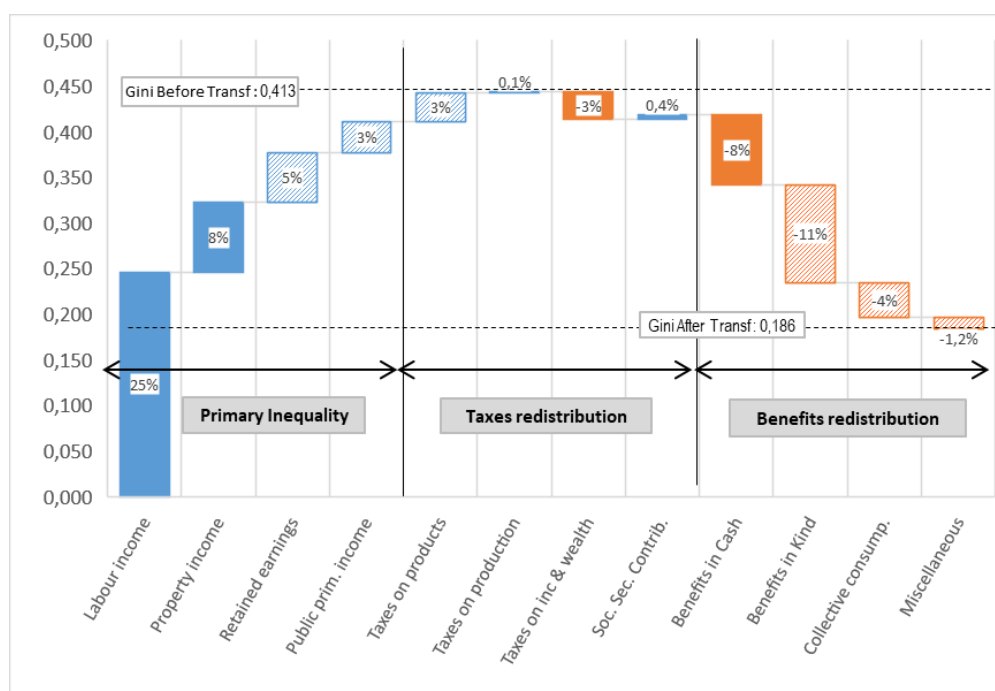 0,500
0,450
0,400
0,350
0,300
0,250
0,200
0,150
0,100
0,050
0,000
Gini Before Transf : 0,413
Gini After Transf: 0,186
25%
8%
5%
3%
3%
0,1%
-3%
0,4%
-8%
-11%
-4%
-1,2%
Primary Inequality
Taxes redistribution
Benefits redistribution
Labour income
Property income
Retained earnings
Public prim. income
Taxes on products
Taxes on production
Taxes on inc & wealth
Soc. Sec. Contrib.
Benefits in Cash
Benefits in Kind
Collective consump.
Miscellaneous